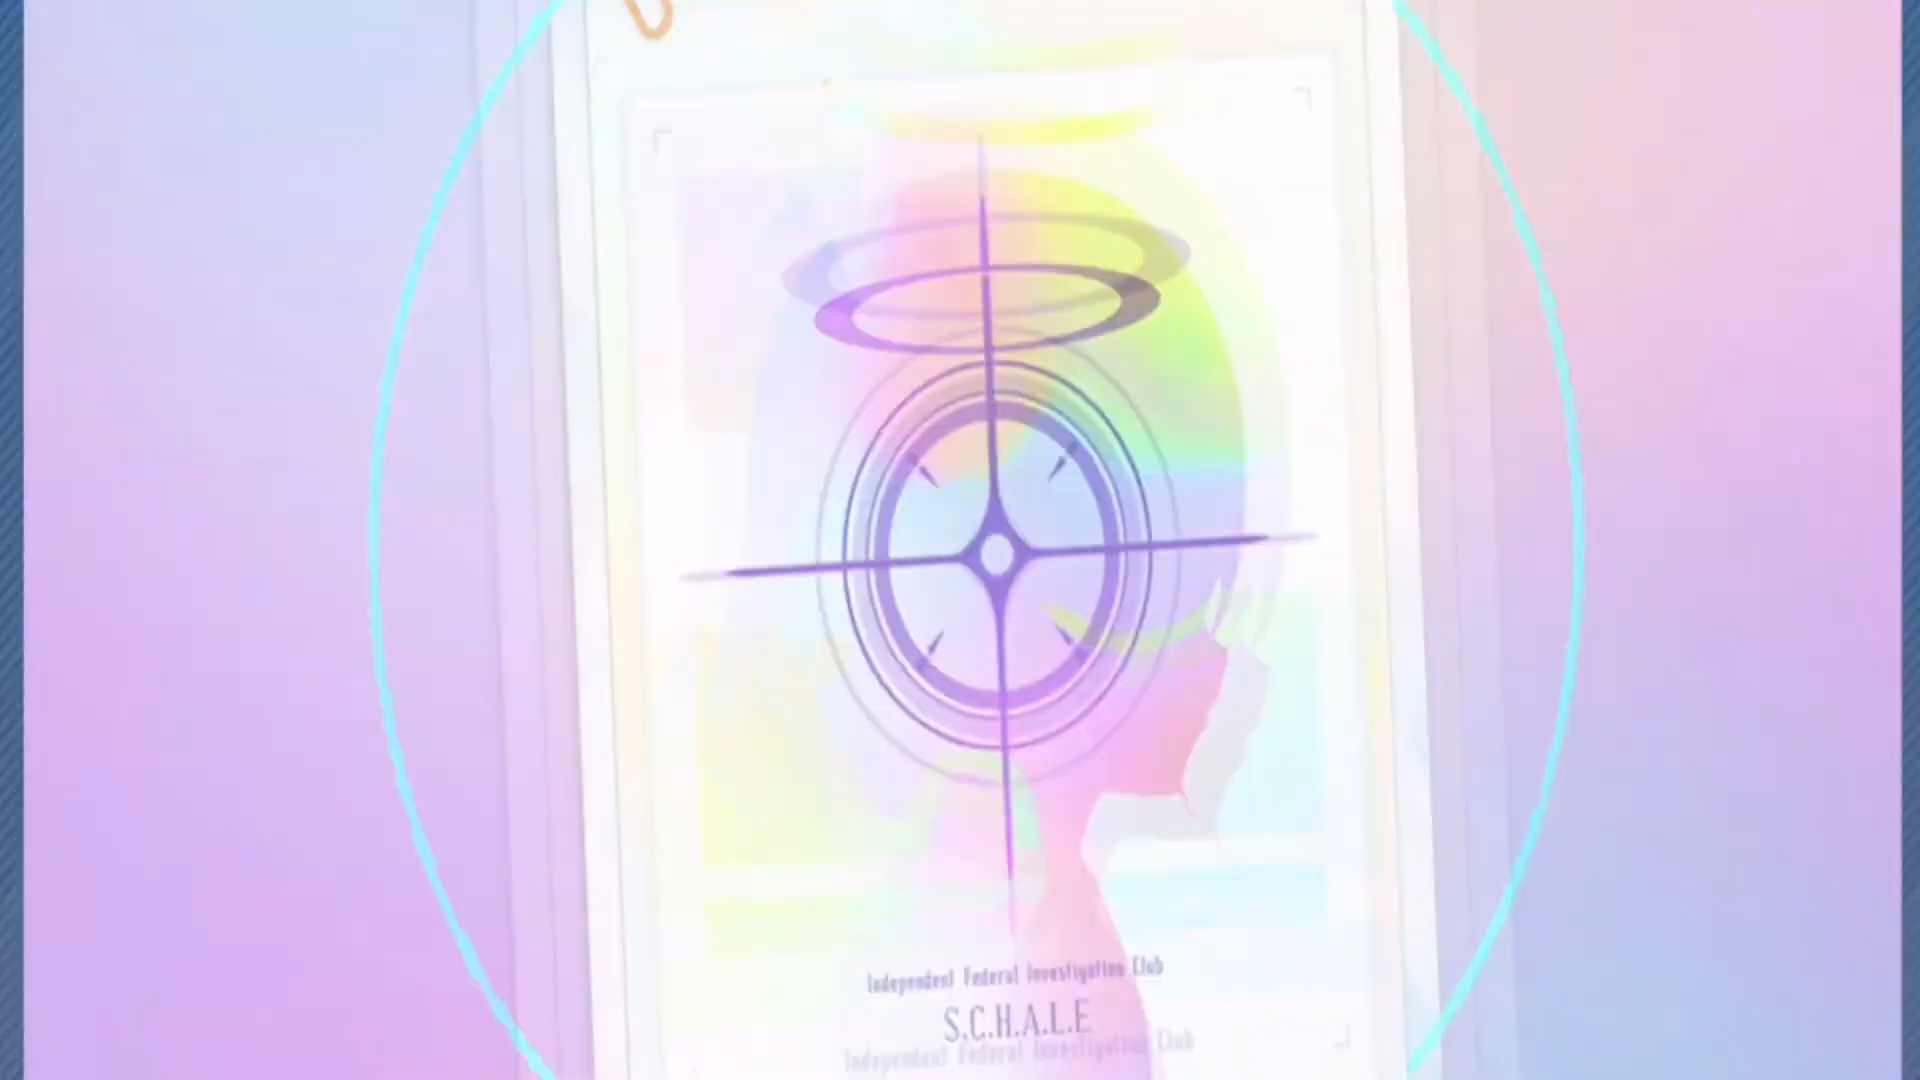 Independent Federal Investigation Club
S.C.H.A.L.E
Independent Federal Investigation Club